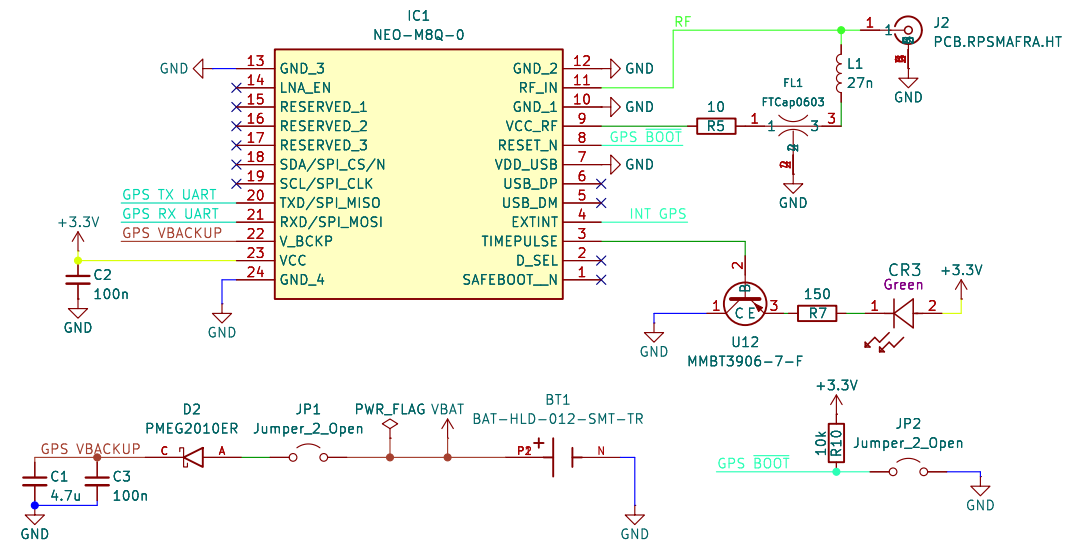 IC1
NEO-M8Q-0
GND 13 GND_3
14 LNA_EN
15 RESERVED_1
16 RESERVED_2
17 RESERVED_3
18 SDA/SPI_CS/N
19 SCL/SPI_CLK
GPS TX UART 20 TXD/SPI_MISO
GPS RX UART 21 RXD/SPI_MOSI
GPS VBACKUP 22 V_BCKP
23 VCC
24 GND_4
GND_2 12 GND
RF_IN 11
GND_1 10 GND
VCC_RF 9
RESET_N 8 GPS BOOT
VDD_USB 7 GND
USB_DP 6
USB_DM 5
EXTINT 4 INT GPS
TIMEPULSE 3
D_SEL 2
SAFEBOOT__N 1
+3.3V
C2
100n
GND
GND
RF
1 1 J2
PCB.RPSMAFRA.HT
GND
L1
27n
10
R5
FL1
FTCap0603
1 1 3 3
2
2
GND
2
B
1 C E 3
U12
MMBT3906-7-F
GND
150
R7
CR3
Green
1 2
+3.3V
D2
PMEG2010ER
GPS VBACKUP
C A
C1
4.7u
C3
100n
GND
JP1
Jumper_2_Open
PWR_FLAG
VBAT
BT1
BAT-HLD-012-SMT-TR
+ N
GND
+3.3V
10k
R10
GPS BOOT
JP2
Jumper_2_Open
GND